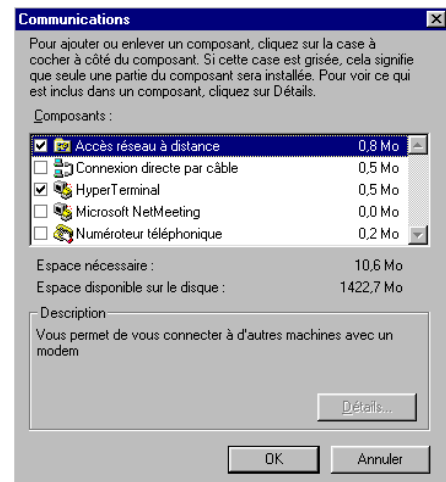 Communications
Pour ajouter ou enlever un composant, cliquez sur la case à
cocher à côté du composant. Si cette case est grisée, cela signifie
que seule une partie du composant sera installée. Pour voir ce qui
est inclus dans un composant, cliquez sur Détails.
Composants :
Accès réseau à distance 0,8 Mo
Connexion directe par câble 0,5 Mo
HyperTerminal 0,5 Mo
Microsoft NetMeeting 0,0 Mo
Numéroteur téléphonique 0,2 Mo
Espace nécessaire : 10,6 Mo
Espace disponible sur le disque : 1422,7 Mo
Description
Vous permet de vous connecter à d'autres machines avec un
modem
Détails...
OK Annuler